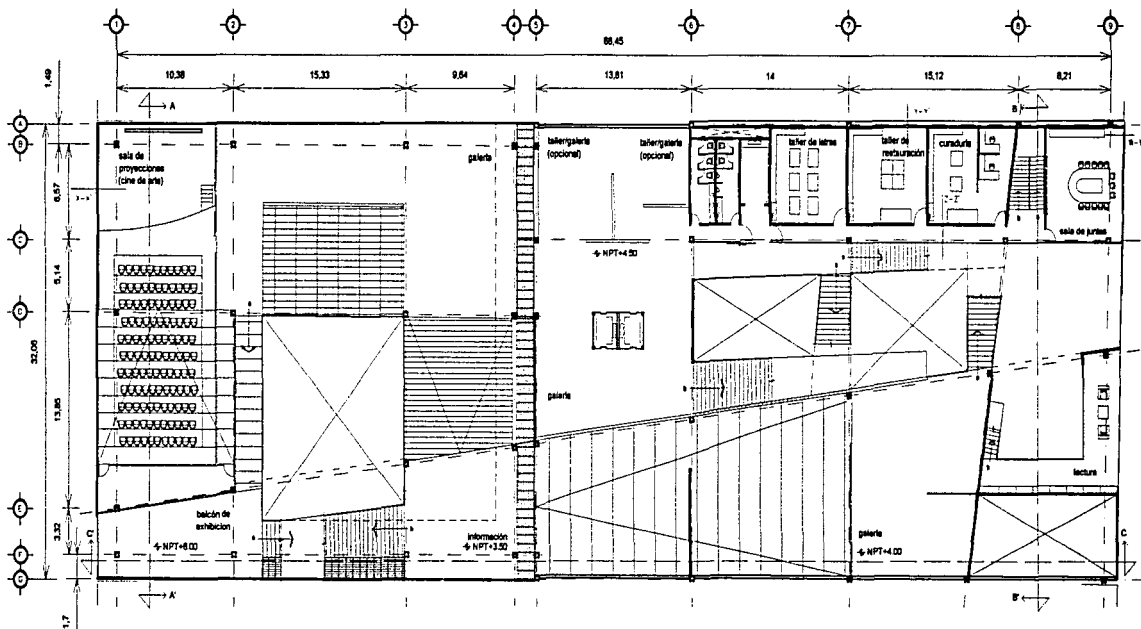 1 2 3 4 5 6 7 8 9
88,45
10,38 15,33 9,64 13,81 14 15,12 8,21
1,49
A A
B
B
sala de
proyecciones
(cine de arte)
galería
taller/galería
(opcional)
taller/galería
(opcional)
taller de letras
taller de
restauración
curaduría
sala de juntas
6,67
C
NPT+4.50
5,14
D
32,06
13,85
galería
lectura
E
balcón de
exhibicion
3,32
NPT+6.00
información
NPT+3.50
galería
NPT+4.00
C
F
G
A'
B'
1,7